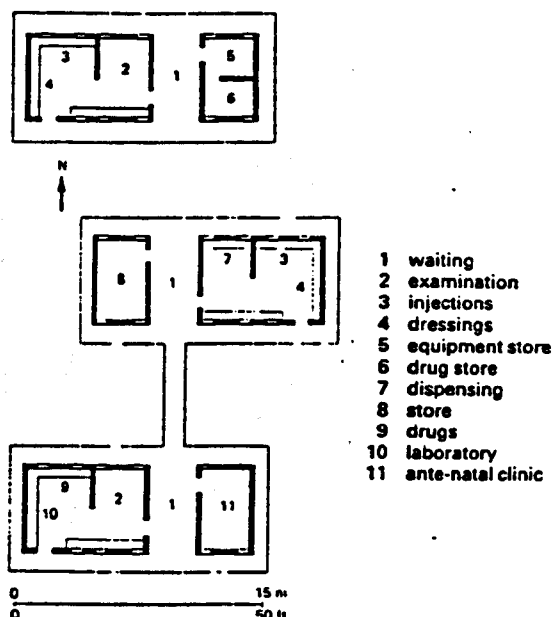 3
2
5
1
4
6
N
7
3
8
1
4
1 waiting
2 examination
3 injections
4 dressings
5 equipment store
6 drug store
7 dispensing
8 store
9 drugs
10 laboratory
11 ante-natal clinic
9
2
1
11
10
0 15 m
0 50 ft